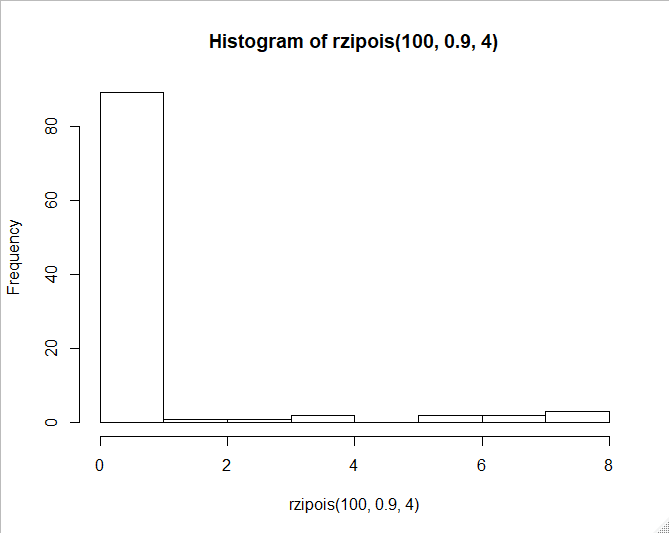 Histogram of rzipois(100, 0.9, 4)
Frequency
80
60
40
20
0
0 2 4 6 8
rzipois(100, 0.9, 4)